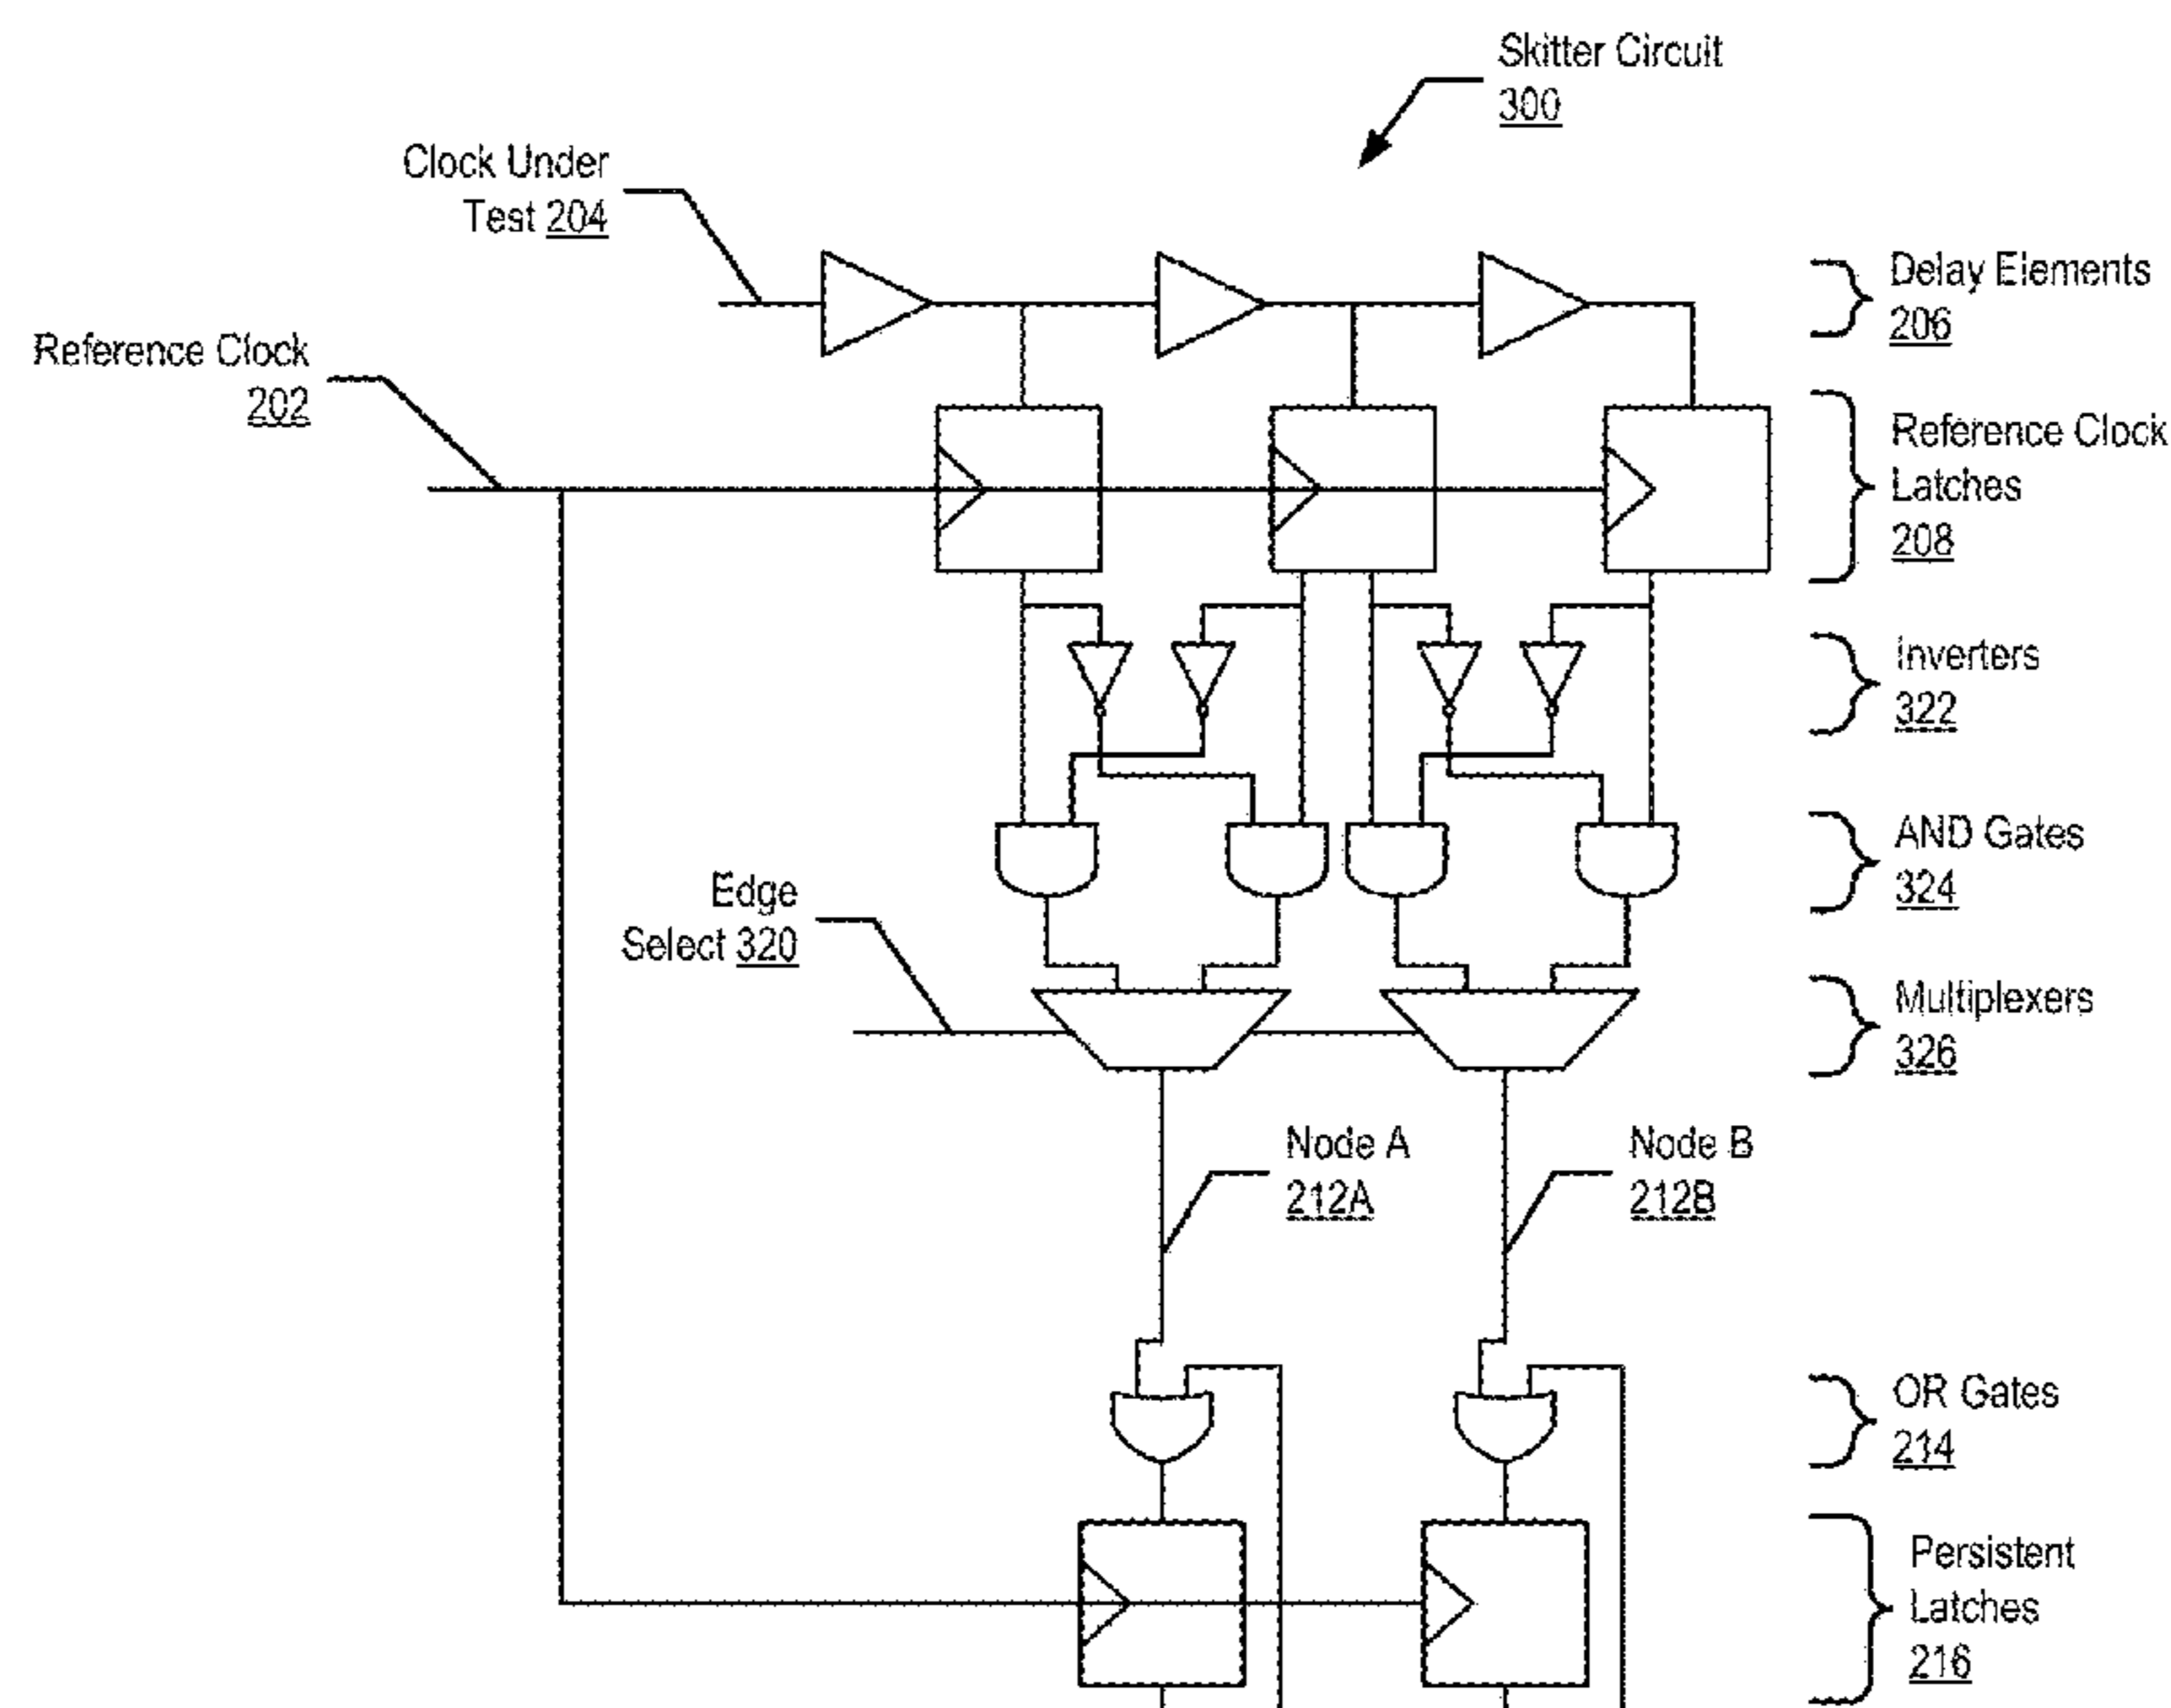 Skitter Circuit
300
Clock Under
Test 204
Delay Elements
206
Reference Clock
202
Reference Clock
Latches
208
Inverters
322
AND Gates
324
Edge
Select 320
Multiplexers
326
Node A
212A
Node B
212B
OR Gates
214
Persistent
Latches
216